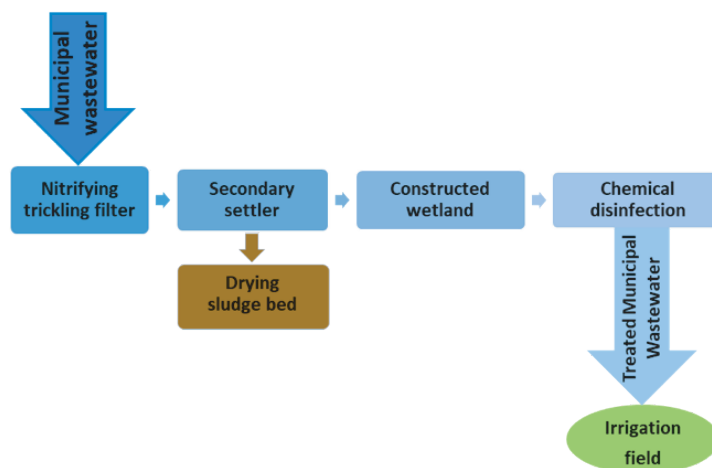 Municipal
wastewater
Nitrifying
trickling filter
Secondary
settler
Constructed
wetland
Chemical
disinfection
Drying
sludge bed
Treated Municipal
Wastewater
Irrigation
field